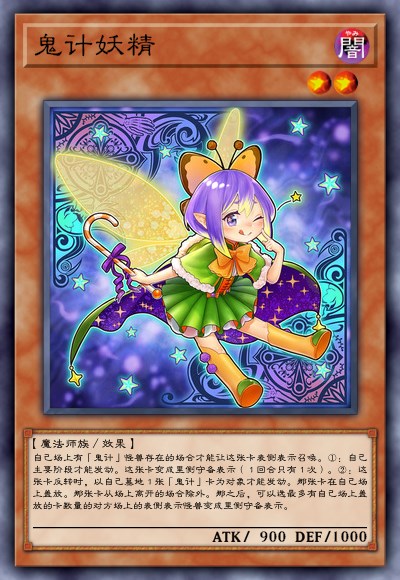 鬼计妖精
やみ
闇
【魔法师族/效果】
自己场上有「鬼计」怪兽存在的场合才能让这张卡表侧表示召唤。①：自己
主要阶段才能发动。这张卡变成里侧守备表示（1回合只有1次）。②：这
张卡反转时，以自己墓地1张「鬼计」卡为对象才能发动。那张卡在自己场
上盖放。那张卡从场上离开的场合除外。那之后，可以选最多有自己场上盖
放的卡数量的对方场上的表侧表示怪兽变成里侧守备表示。
ATK/ 900 DEF/1000